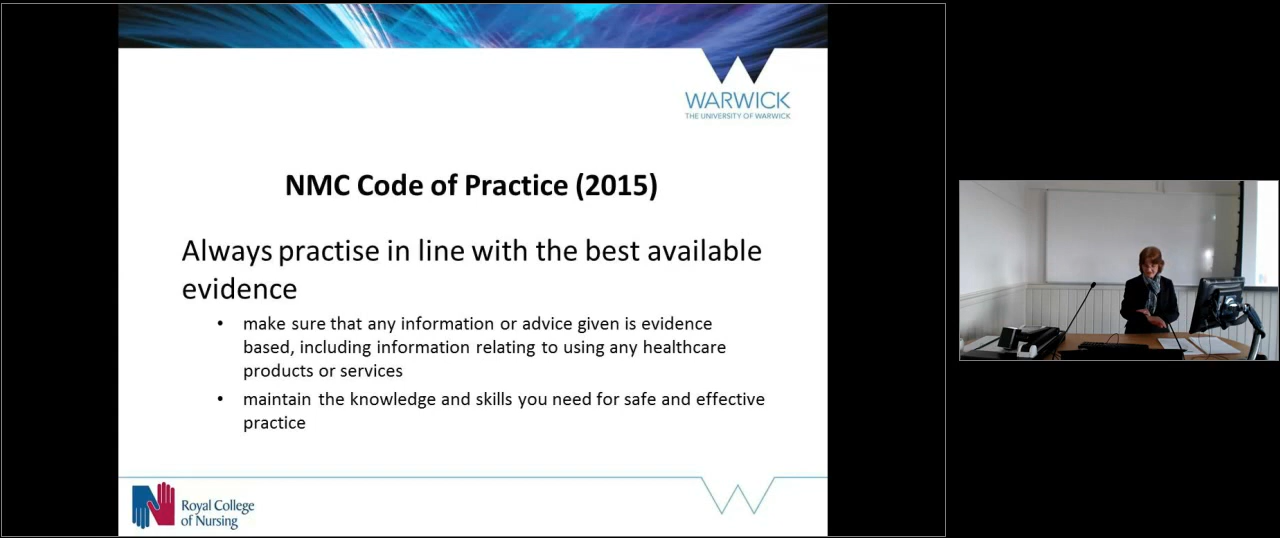 WARWICK
THE UNIVERSITY OF WARWICK
NMC Code of Practice (2015)
Always practise in line with the best available
evidence
• make sure that any information or advice given is evidence
based, including information relating to using any healthcare
products or services
• maintain the knowledge and skills you need for safe and effective
practice
Royal College
of Nursing